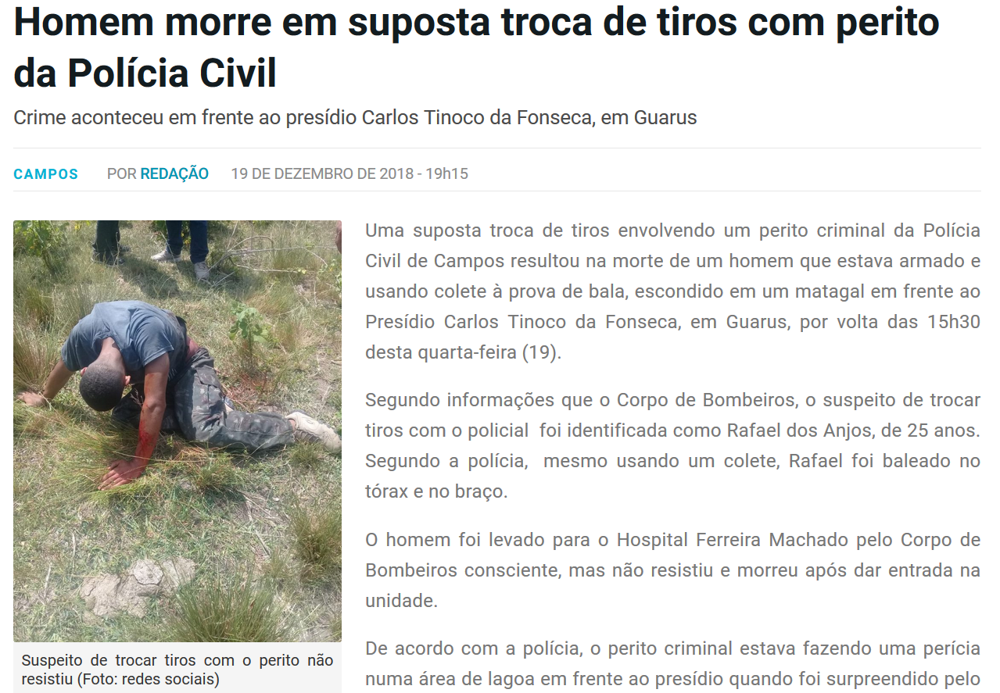 Homem morre em suposta troca de tiros com perito
da Polícia Civil
Crime aconteceu em frente ao presídio Carlos Tinoco da Fonseca, em Guarus
CAMPOS POR REDAÇÃO 19 DE DEZEMBRO DE 2018 - 19h15
Uma suposta troca de tiros envolvendo um perito criminal da Polícia
Civil de Campos resultou na morte de um homem que estava armado e
usando colete à prova de bala, escondido em um matagal em frente ao
Presídio Carlos Tinoco da Fonseca, em Guarus, por volta das 15h30
desta quarta-feira (19).
Segundo informações que o Corpo de Bombeiros, o suspeito de trocar
tiros com o policial foi identificada como Rafael dos Anjos, de 25 anos.
Segundo a polícia, mesmo usando um colete, Rafael foi baleado no
tórax e no braço.
O homem foi levado para o Hospital Ferreira Machado pelo Corpo de
Bombeiros consciente, mas não resistiu e morreu após dar entrada na
unidade.
De acordo com a polícia, o perito criminal estava fazendo uma perícia
numa área de lagoa em frente ao presídio quando foi surpreendido pelo
Suspeito de trocar tiros com o perito não
resistiu (Foto: redes sociais)